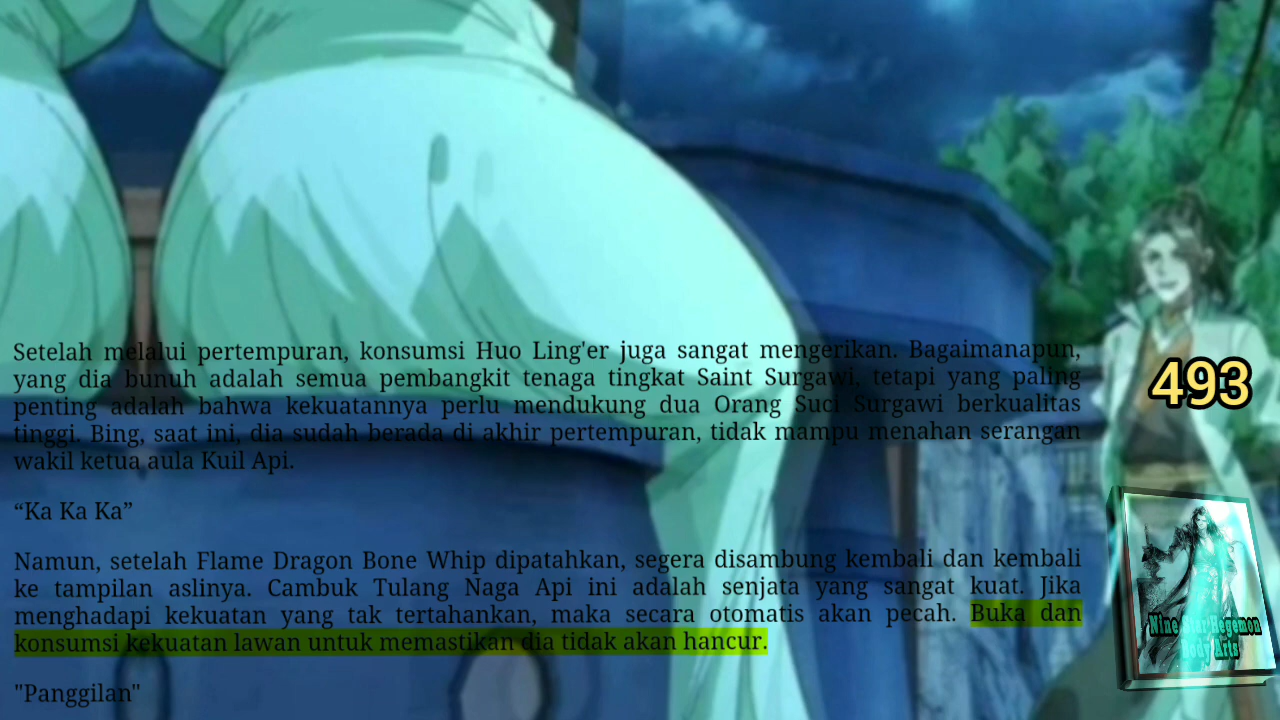 Setelah melalui pertempuran, konsumsi Huo Ling'er juga sangat mengerikan. Bagaimanapun,
yang dia bunuh adalah semua pembangkit tenaga tingkat Saint Surgawi, tetapi yang paling
penting adalah bahwa kekuatannya perlu mendukung dua Orang Suci Surgawi berkualitas
tinggi. Bing, saat ini, dia sudah berada di akhir pertempuran, tidak mampu menahan serangan
wakil ketua aula Kuil Api.
“Ka Ka Ka”
Namun, setelah Flame Dragon Bone Whip dipatahkan, segera disambung kembali dan kembali
ke tampilan aslinya. Cambuk Tulang Naga Api ini adalah senjata yang sangat kuat. Jika
menghadapi kekuatan yang tak tertahankan, maka secara otomatis akan pecah. Buka dan
konsumsi kekuatan lawan untuk memastikan dia tidak akan hancur.
"Panggilan"
493
Nine Star Hegemon
Body Arts